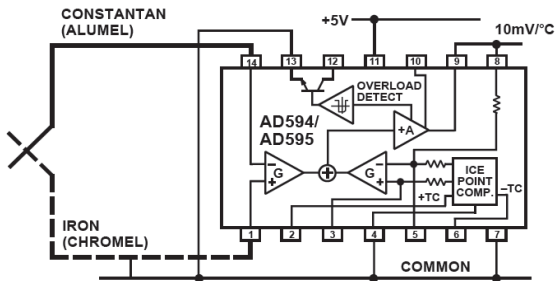 CONSTANTAN
(ALUMEL)
+5V
10mV/°C
14
13
12
11
10
9
8
OVERLOAD
DETECT
AD594/
AD595
+A
–
G
+
+
–
G
+
ICE
POINT
COMP.
+TC
–TC
IRON
(CHROMEL)
1
2
3
4
5
6
7
COMMON